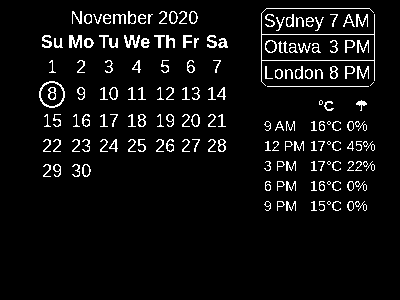 November 2020
Su Mo Tu We Th Fr Sa
1 2 3 4 5 6 7
8 9 10 11 12 13 14
15 16 17 18 19 20 21
22 23 24 25 26 27 28
29 30
Sydney 7 AM
Ottawa 3 PM
London 8 PM
°C ☂
9 AM 16°C 0%
12 PM 17°C 45%
3 PM 17°C 22%
6 PM 16°C 0%
9 PM 15°C 0%